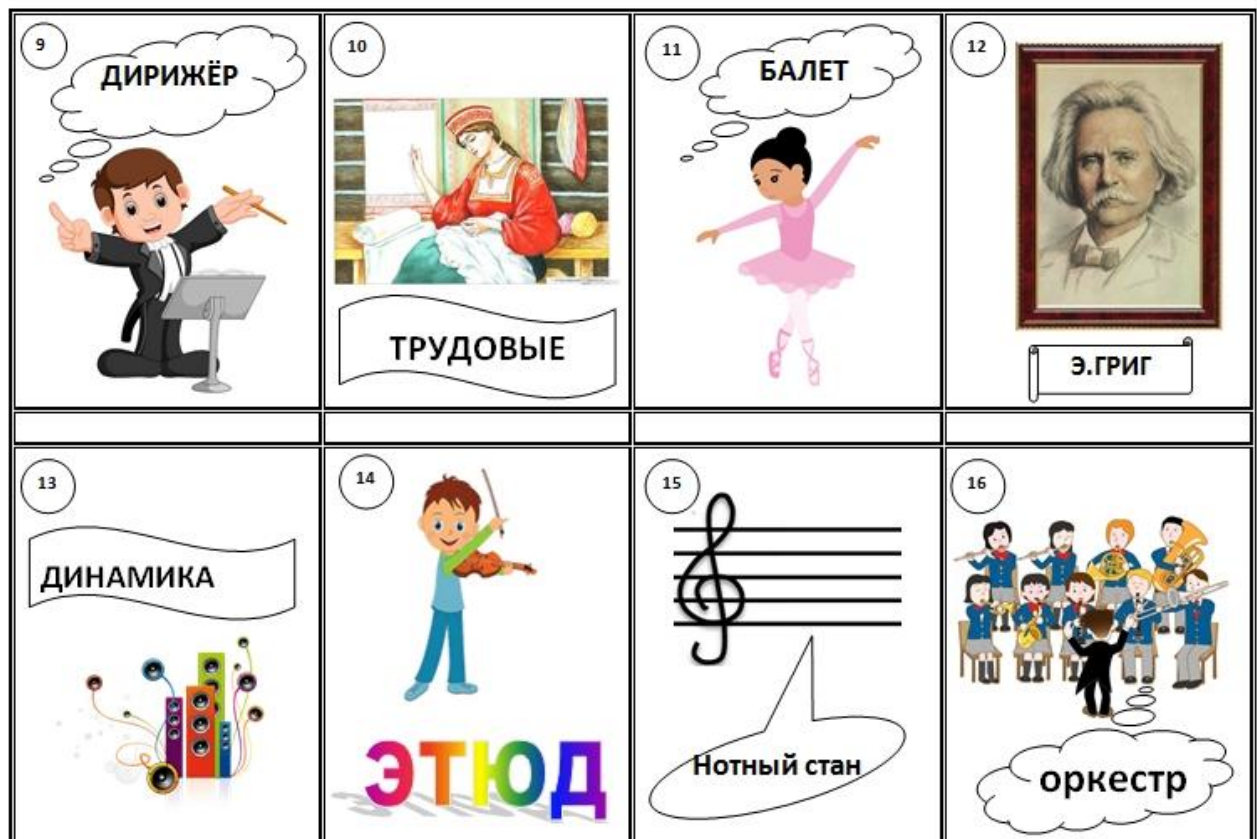 9
ДИРИЖЁР
10
ТРУДОВЫЕ
11
БАЛЕТ
12
Э.ГРИГ
13
ДИНАМИКА
14
ЭТЮД
15
Нотный стан
16
оркестр